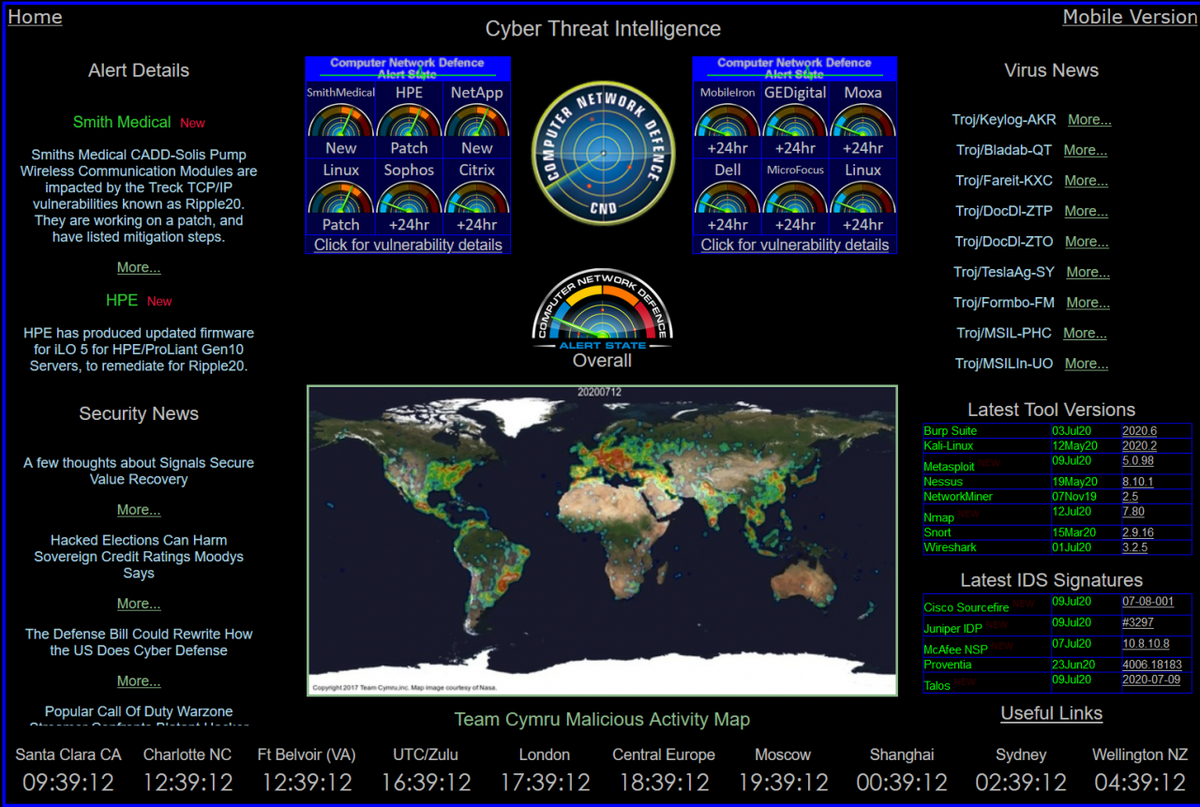 Home
Cyber Threat Intelligence
Mobile Version
Alert Details
Smith Medical New
Smiths Medical CADD-Solis Pump
Wireless Communication Modules are
impacted by the Treck TCP/IP
vulnerabilities known as Ripple20.
They are working on a patch, and
have listed mitigation steps.
More...
HPE New
HPE has produced updated firmware
for iLO 5 for HPE/ProLiant Gen10
Servers, to remediate for Ripple20.
Security News
A few thoughts about Signals Secure
Value Recovery
More...
Hacked Elections Can Harm
Sovereign Credit Ratings Moodys
Says
More...
The Defense Bill Could Rewrite How
the US Does Cyber Defense
More...
Popular Call Of Duty Warzone
Computer Network Defence
Alert State
SmithMedical HPE NetApp
New Patch New
Linux Sophos Citrix
Patch +24hr +24hr
Click for vulnerability details
COMPUTER NETWORK DEFENCE
CND
Computer Network Defence
Alert State
MobileIron GEDigital Moxa
+24hr +24hr +24hr
Dell MicroFocus Linux
+24hr +24hr +24hr
Click for vulnerability details
COMPUTER NETWORK DEFENCE
ALERT STATE
Overall
20200712
Copyright 2017 Team Cymru,inc. Map image courtesy of Nasa.
Team Cymru Malicious Activity Map
Virus News
Troj/Keylog-AKR More...
Troj/Bladab-QT More...
Troj/Fareit-KXC More...
Troj/DocDl-ZTP More...
Troj/DocDl-ZTO More...
Troj/TeslaAg-SY More...
Troj/Formbo-FM More...
Troj/MSIL-PHC More...
Troj/MSILIn-UO More...
Latest Tool Versions
Burp Suite 03Jul20 2020.6
Kali-Linux 12May20 2020.2
Metasploit NEW 09Jul20 5.0.98
Nessus 19May20 8.10.1
NetworkMiner 07Nov19 2.5
Nmap NEW 12Jul20 7.80
Snort 15Mar20 2.9.16
Wireshark 01Jul20 3.2.5
Latest IDS Signatures
Cisco Sourcefire NEW 09Jul20 07-08-001
Juniper IDP NEW 09Jul20 #3297
McAfee NSP NEW 07Jul20 10.8.10.8
Proventia 23Jun20 4006.18183
Talos NEW 09Jul20 2020-07-09
Useful Links
Santa Clara CA Charlotte NC Ft Belvoir (VA) UTC/Zulu London Central Europe Moscow Shanghai Sydney Wellington NZ
09:39:12 12:39:12 12:39:12 16:39:12 17:39:12 18:39:12 19:39:12 00:39:12 02:39:12 04:39:12